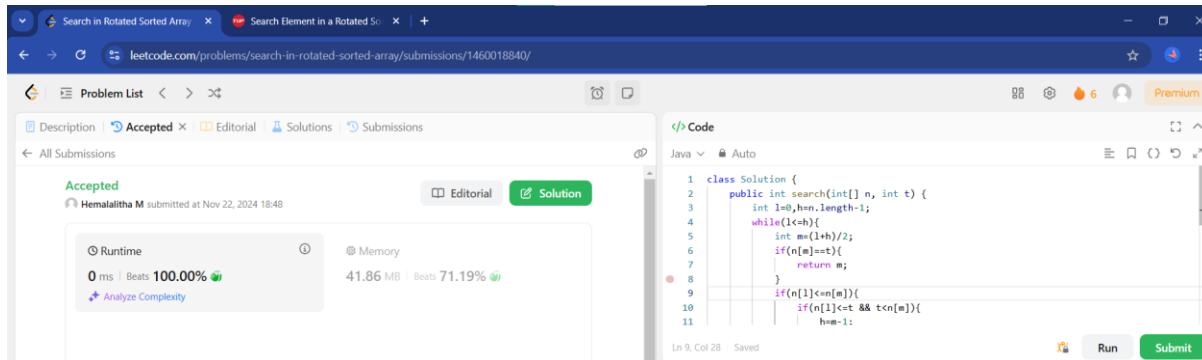 Search in Rotated Sorted Array
Search Element in a Rotated So
leetcode.com/problems/search-in-rotated-sorted-array/submissions/1460018840/
Problem List
6
Premium
Description
Accepted
Editorial
Solutions
Submissions
All Submissions
Accepted
Hemalalitha M submitted at Nov 22, 2024 18:48
Editorial
Solution
Runtime
0 ms Beats 100.00%
Analyze Complexity
Memory
41.86 MB Beats 71.19%
</> Code
Java
Auto
1 class Solution {
2 public int search(int[] n, int t) {
3 int l=0,h=n.length-1;
4 while(l<=h){
5 int m=(l+h)/2;
6 if(n[m]==t){
7 return m;
8 }
9 if(n[l]<=n[m]){
10 if(n[l]<=t && t<n[m]){
11 h=m-1;
Ln 9, Col 28 Saved
Run
Submit